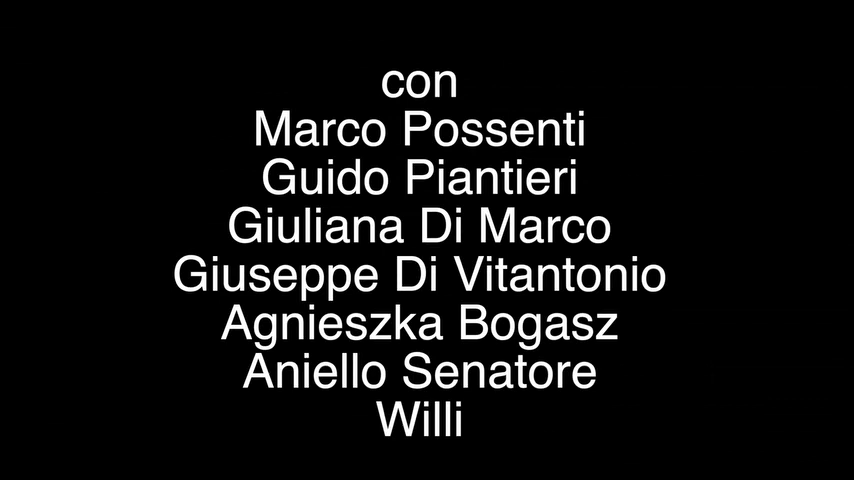 con
Marco Possenti
Guido Piantieri
Giuliana Di Marco
Giuseppe Di Vitantonio
Agnieszka Bogasz
Aniello Senatore
Willi